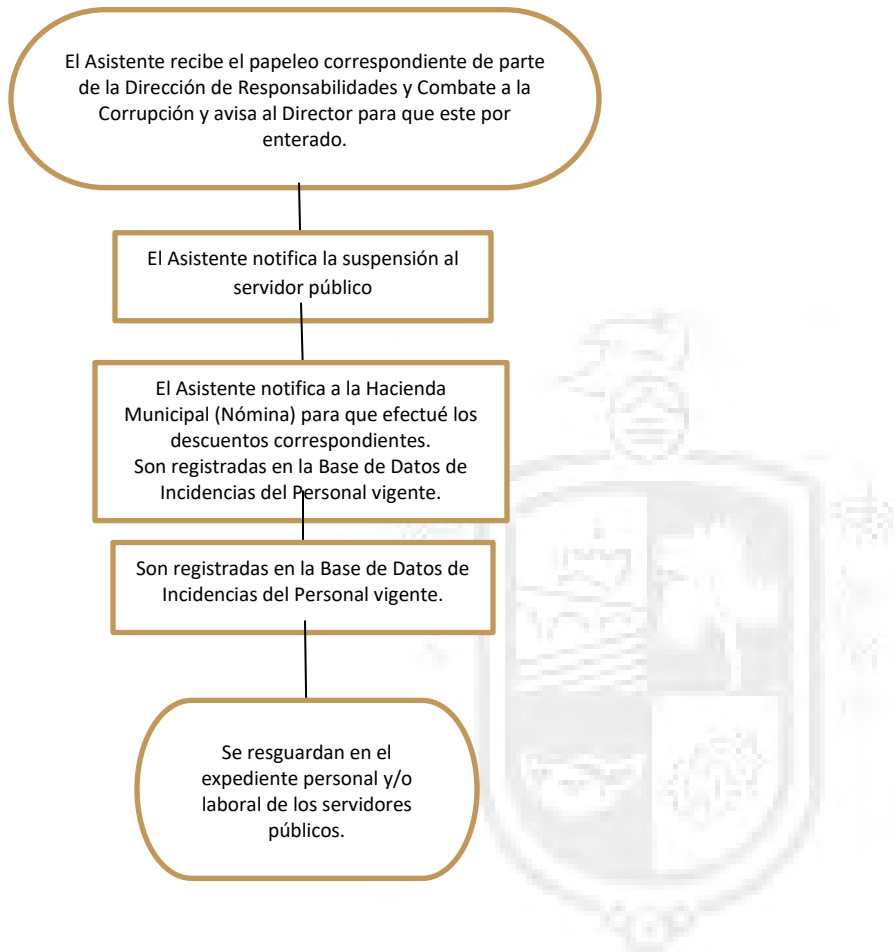 El Asistente recibe el papeleo correspondiente de parte
de la Dirección de Responsabilidades y Combate a la
Corrupción y avisa al Director para que este por
enterado.
El Asistente notifica la suspensión al
servidor público
El Asistente notifica a la Hacienda
Municipal (Nómina) para que efectué los
descuentos correspondientes.
Son registradas en la Base de Datos de
Incidencias del Personal vigente.
Son registradas en la Base de Datos de
Incidencias del Personal vigente.
Se resguardan en el
expediente personal y/o
laboral de los servidores
públicos.